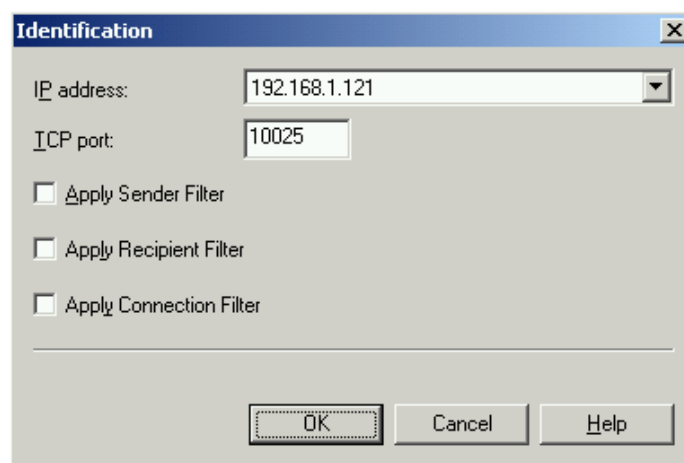 Identification
IP address: 192.168.1.121
TCP port: 10025
Apply Sender Filter
Apply Recipient Filter
Apply Connection Filter
OK Cancel Help